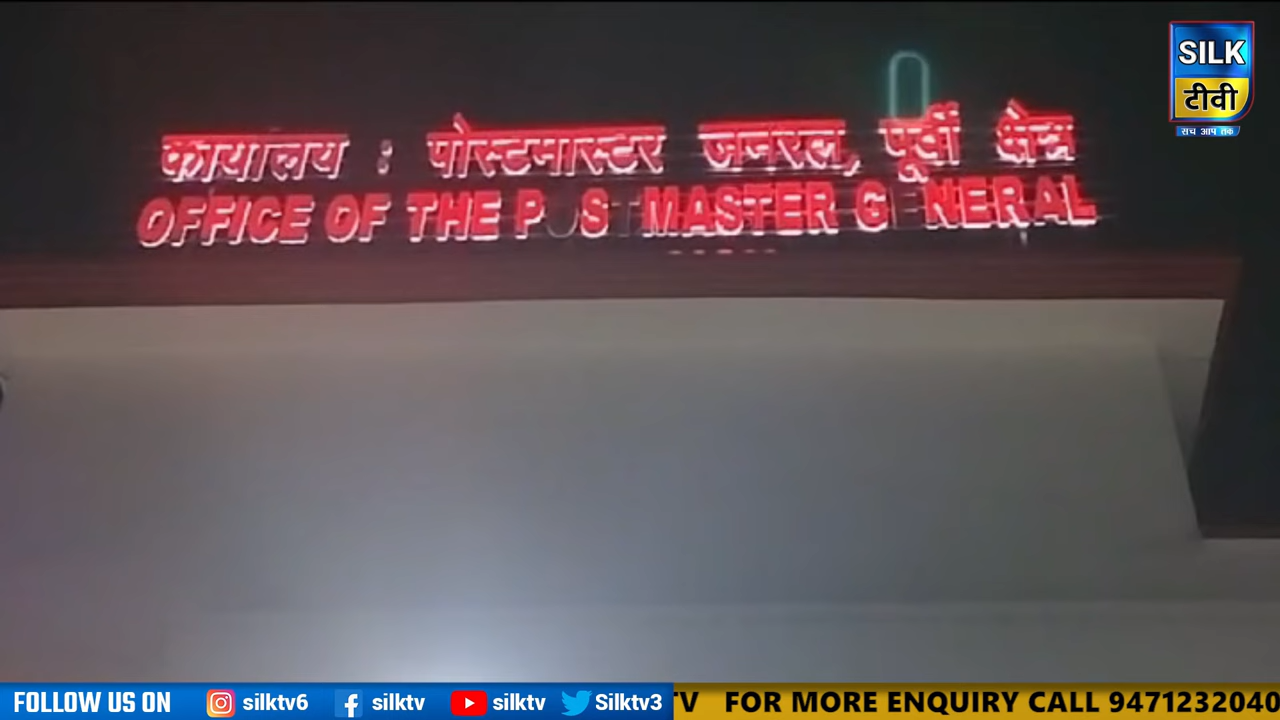 SILK
टीवी
सच आप तक
कार्यालय : पोस्टमास्टर जनरल, पूर्वी क्षेत्र
OFFICE OF THE P S MASTER G NERAL
FOLLOW US ON silktv6 silktv silktv Silktv3 TV FOR MORE ENQUIRY CALL 9471232040